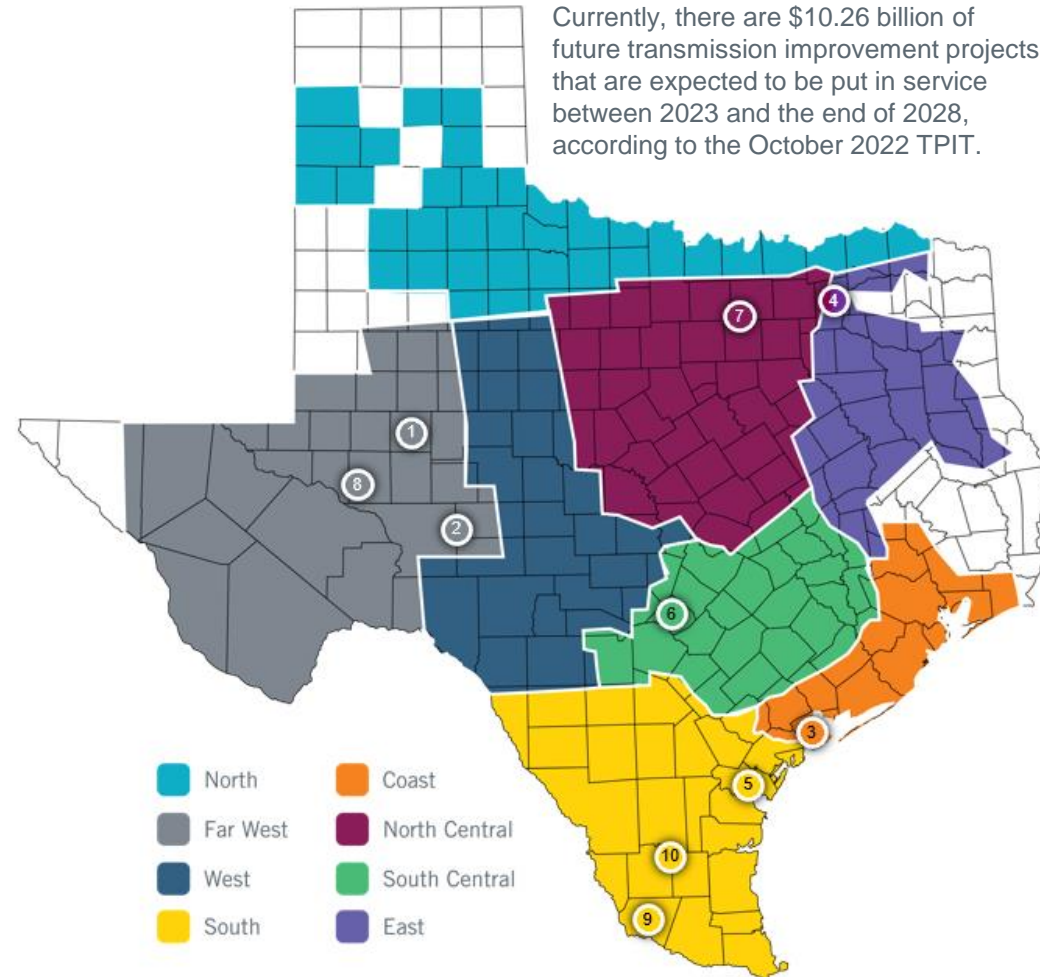 Currently, there are $10.26 billion of
future transmission improvement projects
that are expected to be put in service
between 2023 and the end of 2028,
according to the October 2022 TPIT.
4
7
1
8
2
6
3
5
10
9
North
Coast
Far West
North Central
West
South Central
South
East